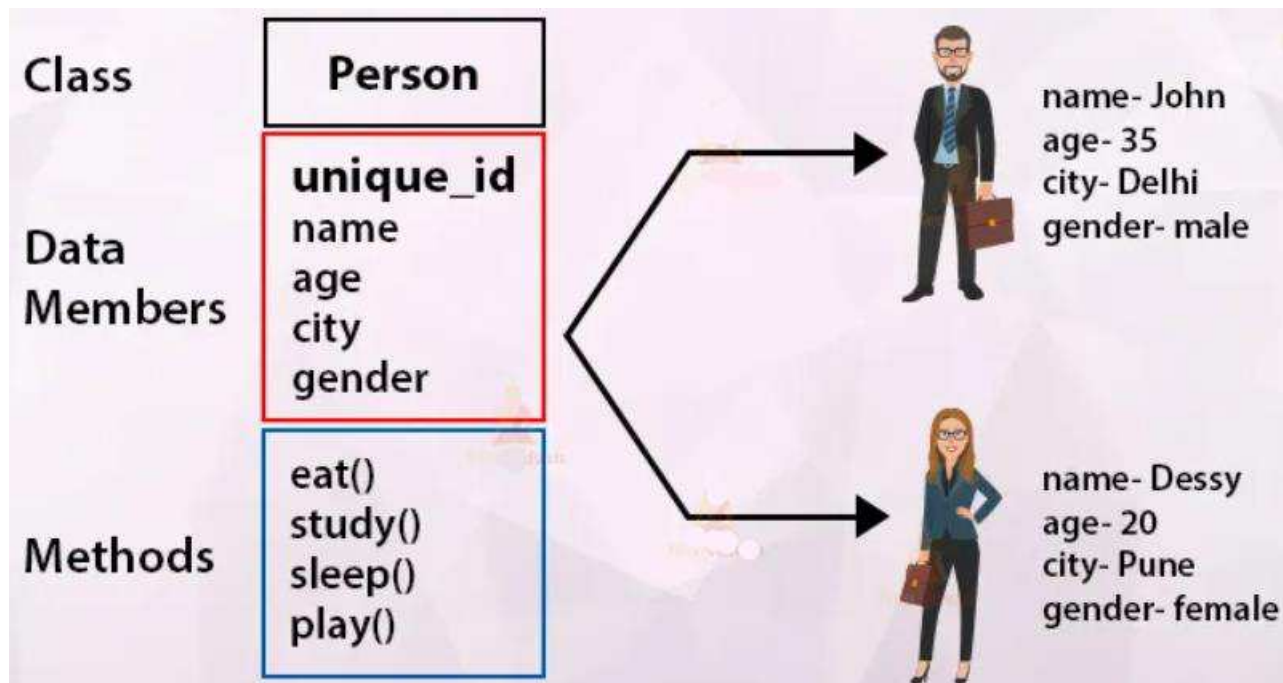 Class
Person
Data
Members
unique_id
name
age
city
gender
Methods
eat()
study()
sleep()
play()
name- John
age- 35
city- Delhi
gender- male
name- Dessy
age- 20
city- Pune
gender- female